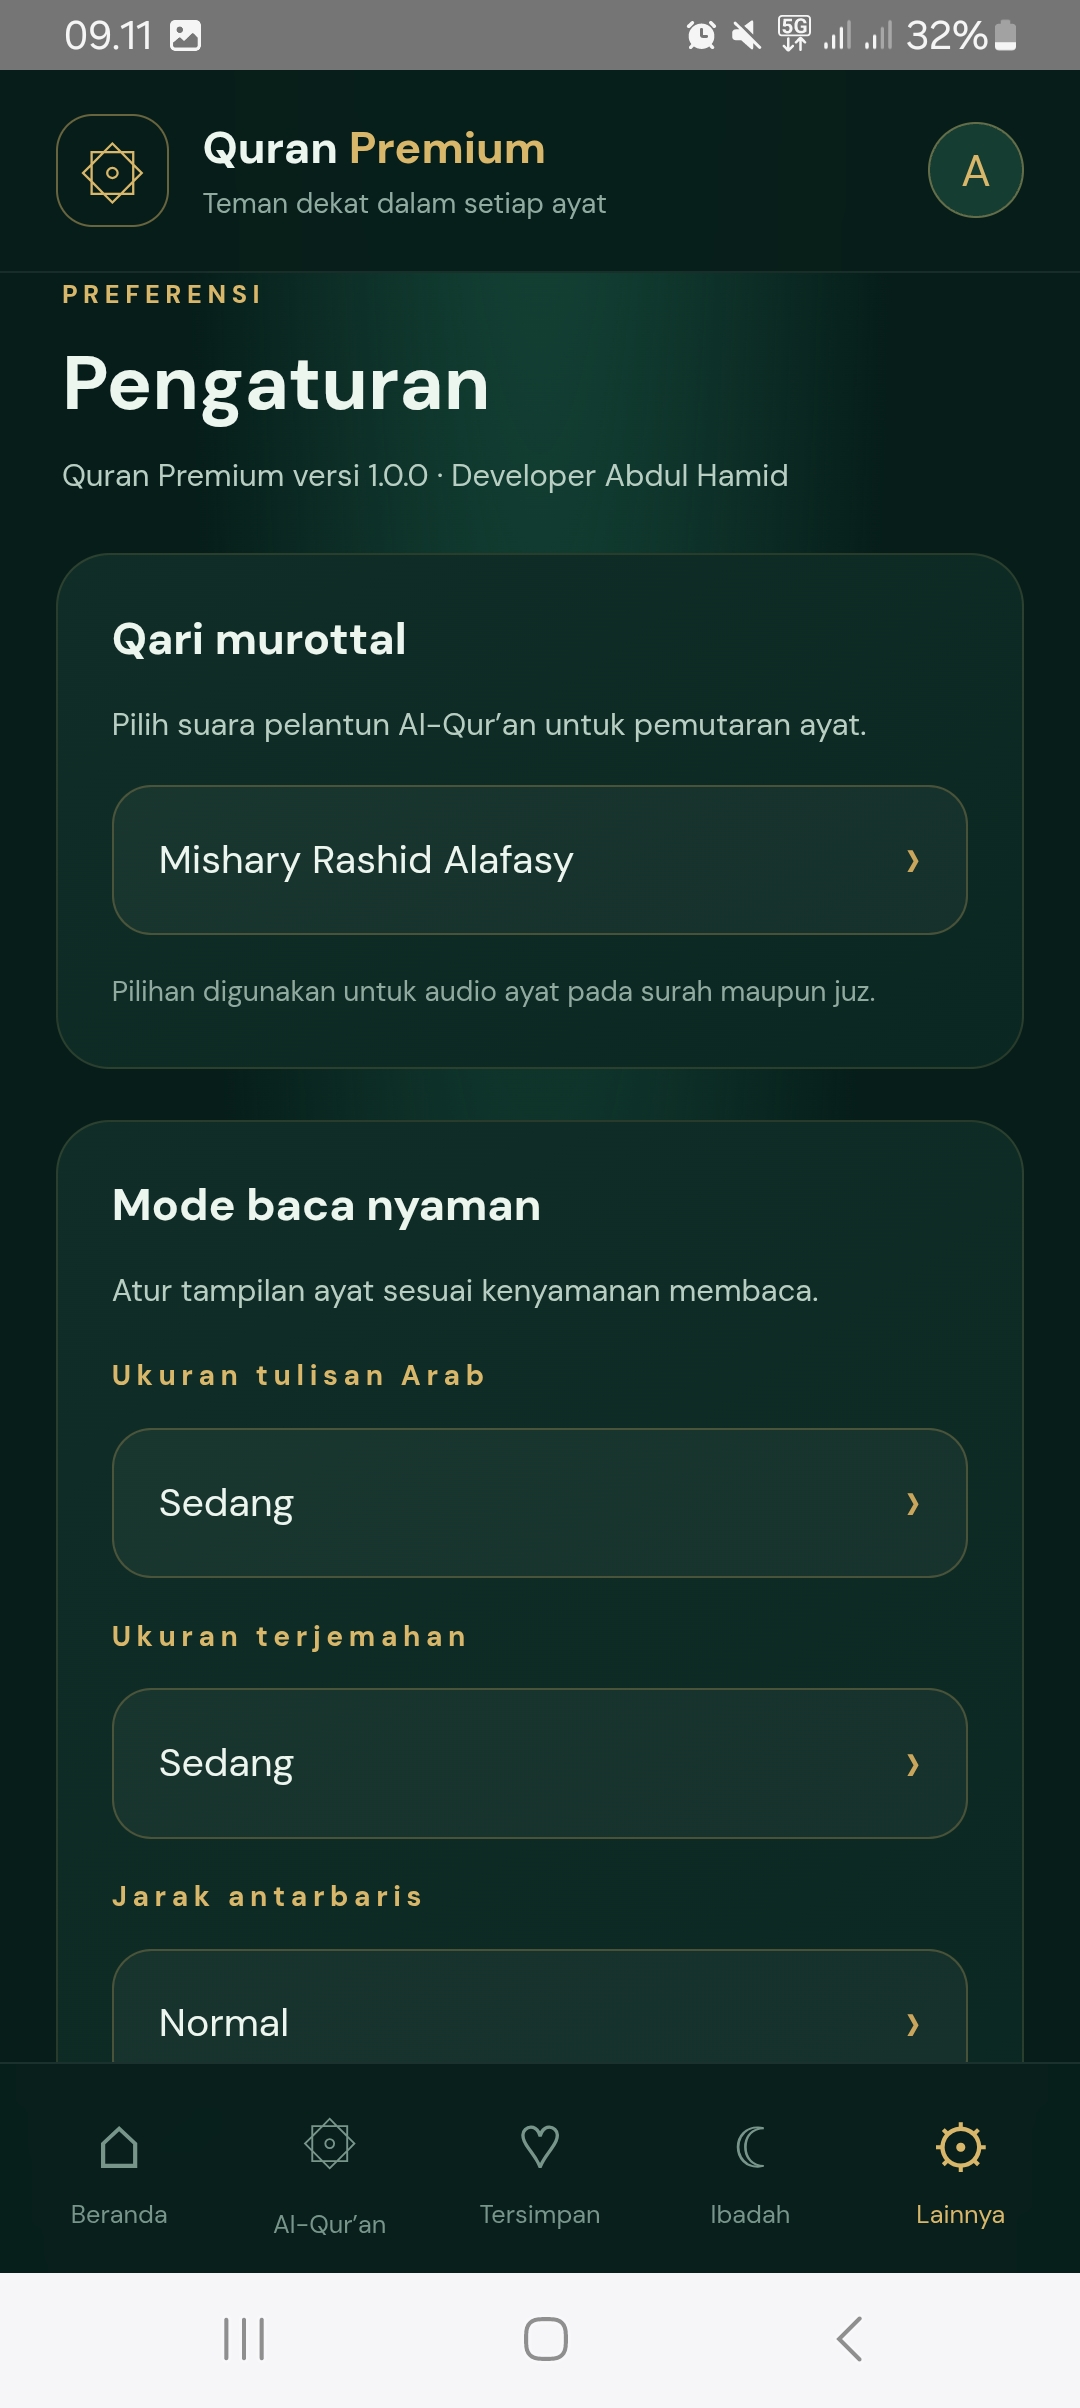 09.11
5G
32%
Quran Premium
Teman dekat dalam setiap ayat
A
PREFERENSI
Pengaturan
Quran Premium versi 1.0.0 · Developer Abdul Hamid
Qari murottal
Pilih suara pelantun Al-Qur’an untuk pemutaran ayat.
Mishary Rashid Alafasy
Pilihan digunakan untuk audio ayat pada surah maupun juz.
Mode baca nyaman
Atur tampilan ayat sesuai kenyamanan membaca.
Ukuran tulisan Arab
Sedang
Ukuran terjemahan
Sedang
Jarak antarbaris
Normal
Beranda
Al-Qur’an
Tersimpan
Ibadah
Lainnya